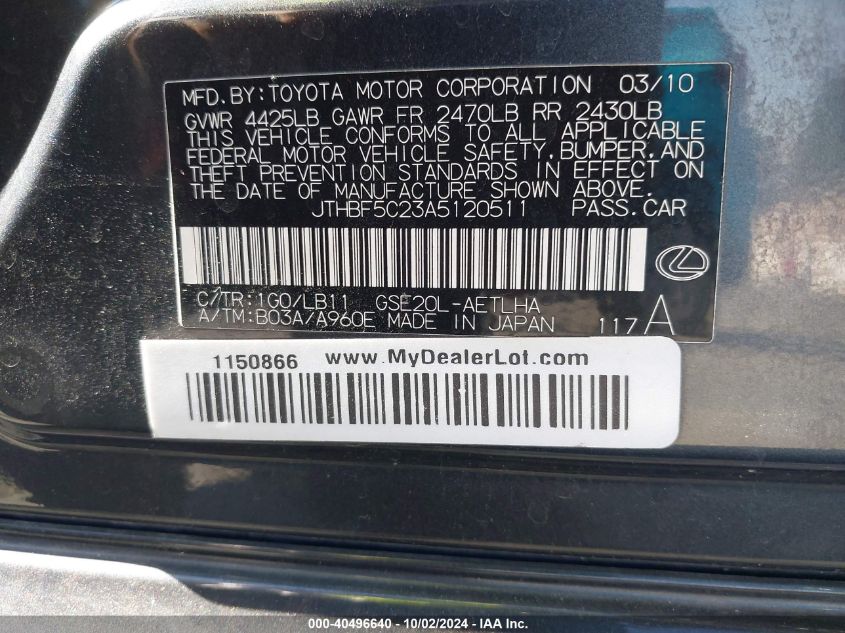 MFD. BY: TOYOTA MOTOR CORPORATION 03/10
GVWR 4425LB GAWR FR 2470LB RR 2430LB
THIS VEHICLE CONFORMS TO ALL APPLICABLE
FEDERAL MOTOR VEHICLE SAFETY, BUMPER, AND
THEFT PREVENTION STANDARDS IN EFFECT ON
THE DATE OF MANUFACTURE SHOWN ABOVE.
JTHBF5C23A5120511 PASS. CAR
C/TR: 1G0/LB11 GSE20L-AETLHA
A/TM: B03A/A960E MADE IN JAPAN 117 A
1150866 www.MyDealerLot.com
000-40496640 - 10/02/2024 - IAA Inc.